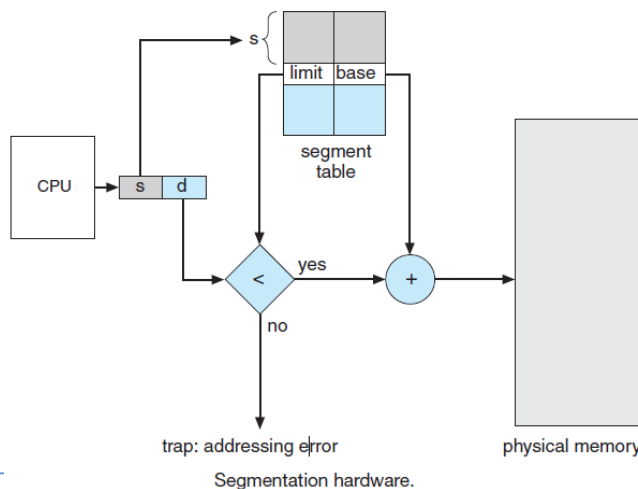 s
limit base
segment
table
CPU
s d
< yes +
no
trap: addressing error
physical memory
Segmentation hardware.